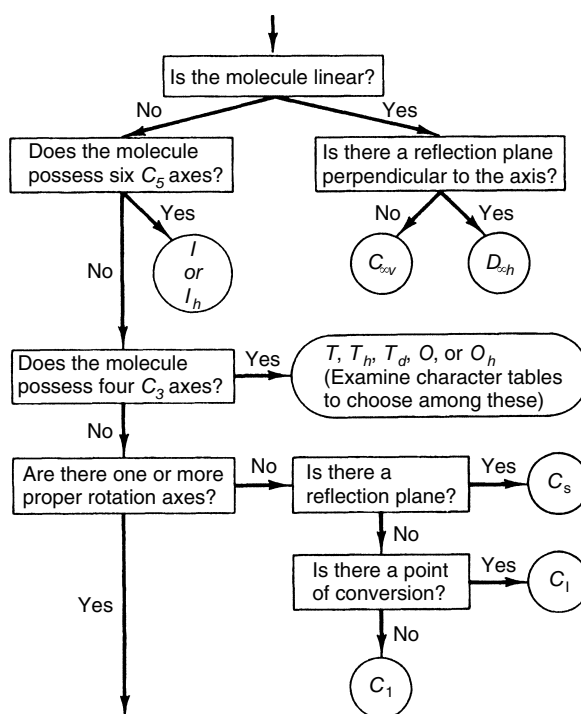 Is the molecule linear?
No
Yes
Does the molecule
possess six C₅ axes?
Is there a reflection plane
perpendicular to the axis?
Yes
No
Yes
No
I
or
Iₕ
C∞v
D∞h
Does the molecule
possess four C₃ axes?
Yes
T, Tₕ, T_d, O, or Oₕ
(Examine character tables
to choose among these)
No
Are there one or more
proper rotation axes?
No
Is there a
reflection plane?
Yes
Cₛ
No
Is there a point
of conversion?
Yes
C_I
Yes
No
C₁